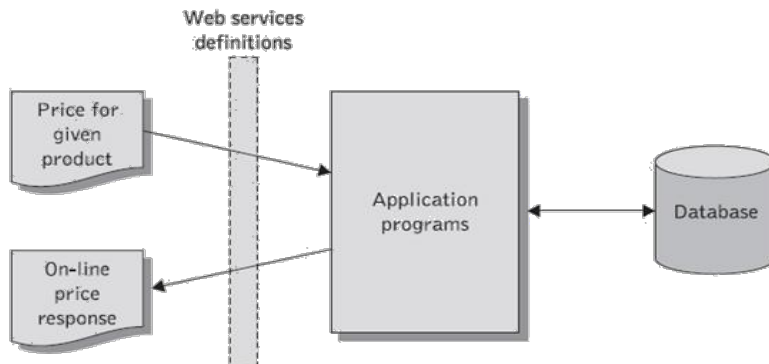 Web services
definitions
Price for
given
product
Application
programs
Database
On-line
price
response